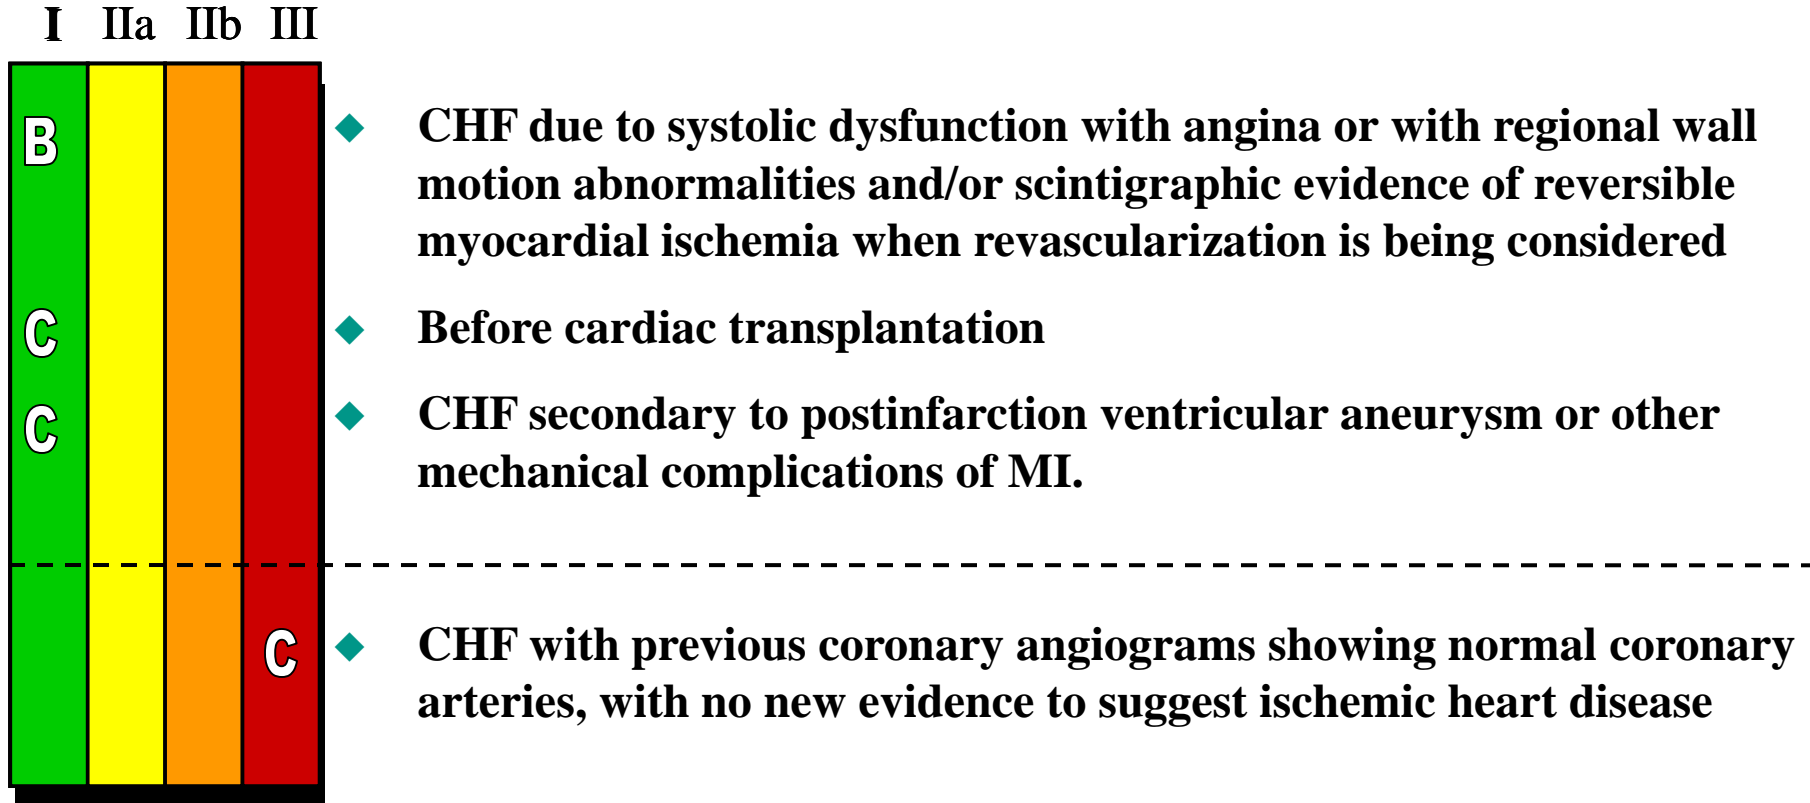 I IIa IIb III
B
CHF due to systolic dysfunction with angina or with regional wall
motion abnormalities and/or scintigraphic evidence of reversible
myocardial ischemia when revascularization is being considered
C
Before cardiac transplantation
C
CHF secondary to postinfarction ventricular aneurysm or other
mechanical complications of MI.
C
CHF with previous coronary angiograms showing normal coronary
arteries, with no new evidence to suggest ischemic heart disease